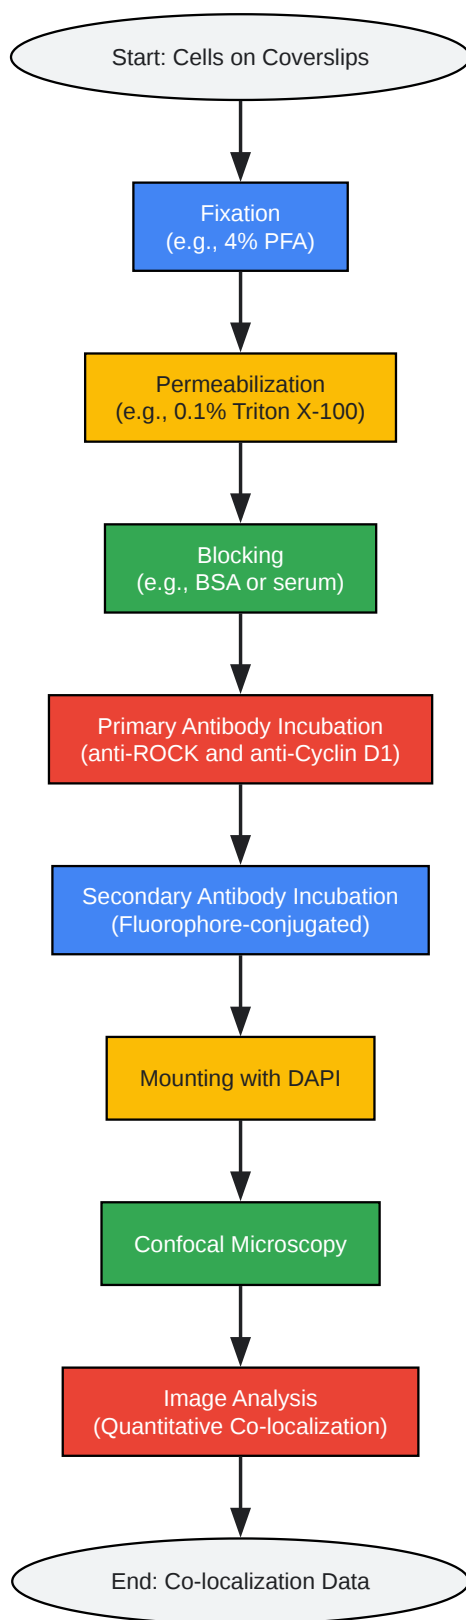 Start: Cells on Coverslips
Fixation
(e.g., 4% PFA)
Permeabilization
(e.g., 0.1% Triton X-100)
Blocking
(e.g., BSA or serum)
Primary Antibody Incubation
(anti-ROCK and anti-Cyclin D1)
Secondary Antibody Incubation
(Fluorophore-conjugated)
Mounting with DAPI
Confocal Microscopy
Image Analysis
(Quantitative Co-localization)
End: Co-localization Data